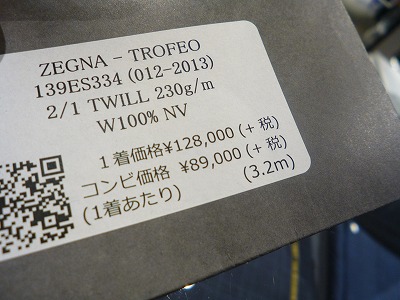 ZEGNA - TROFEO
139ES334 (012-2013)
2/1 TWILL 230g/m
W100% NV
1着価格¥128,000 (+ 税)
コンビ価格 ¥89,000 (+ 税)
(1着あたり) (3.2m)